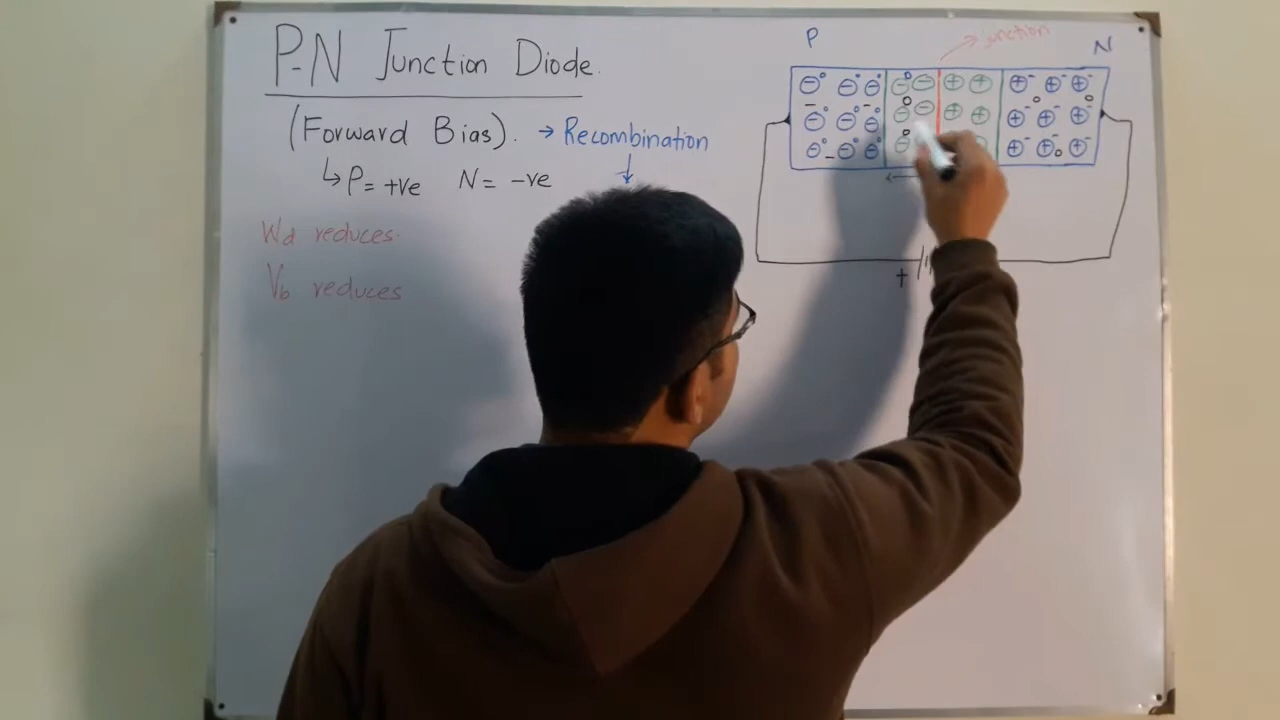 P-N Junction Diode.
(Forward Bias). → Recombination
↓
↳ P = +ve N = -ve
Wd reduces.
Vb reduces
P
junction
N
+